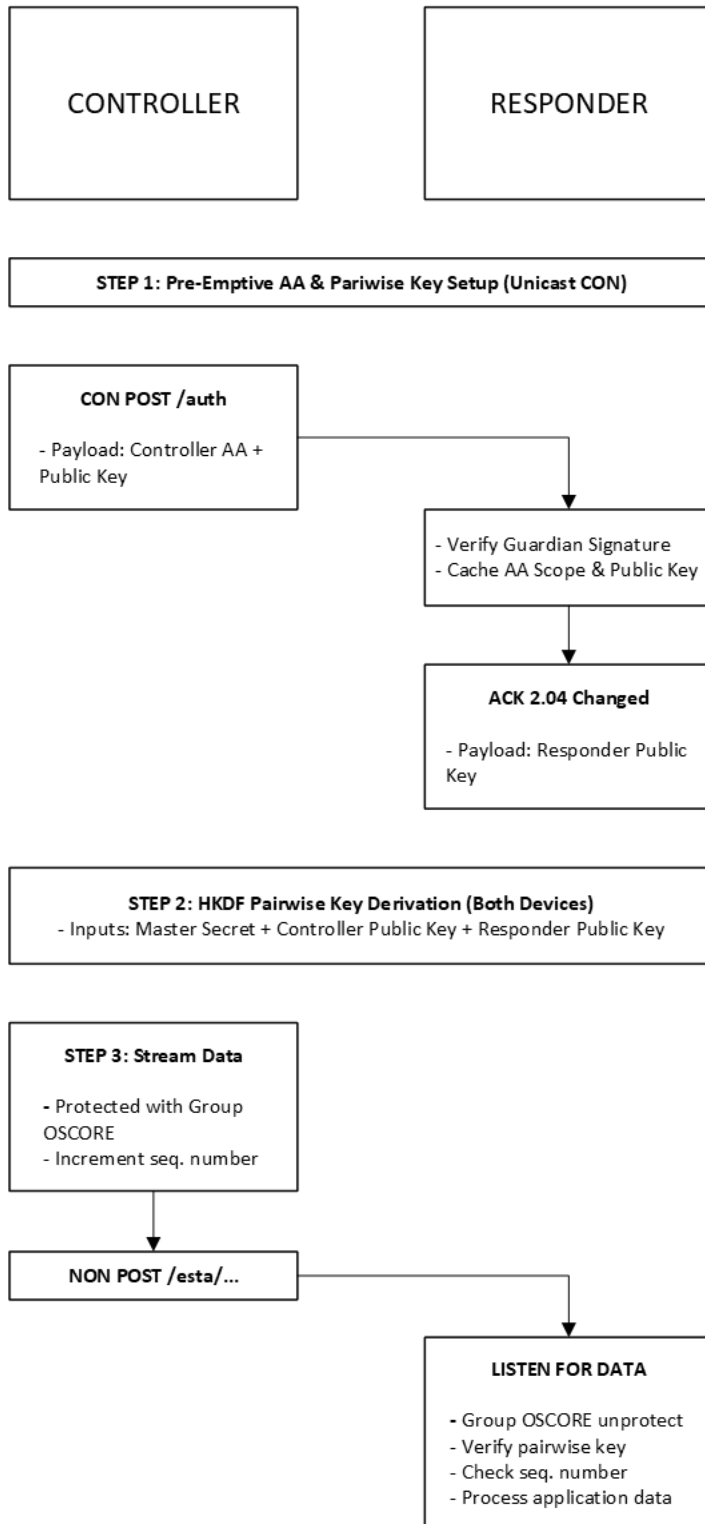 CONTROLLER
RESPONDER
STEP 1: Pre-Emptive AA & Pariwise Key Setup (Unicast CON)
CON POST /auth
- Payload: Controller AA +
Public Key
- Verify Guardian Signature
- Cache AA Scope & Public Key
ACK 2.04 Changed
- Payload: Responder Public
Key
STEP 2: HKDF Pairwise Key Derivation (Both Devices)
- Inputs: Master Secret + Controller Public Key + Responder Public Key
STEP 3: Stream Data
- Protected with Group
OSCORE
- Increment seq. number
NON POST /esta/...
LISTEN FOR DATA
- Group OSCORE unprotect
- Verify pairwise key
- Check seq. number
- Process application data